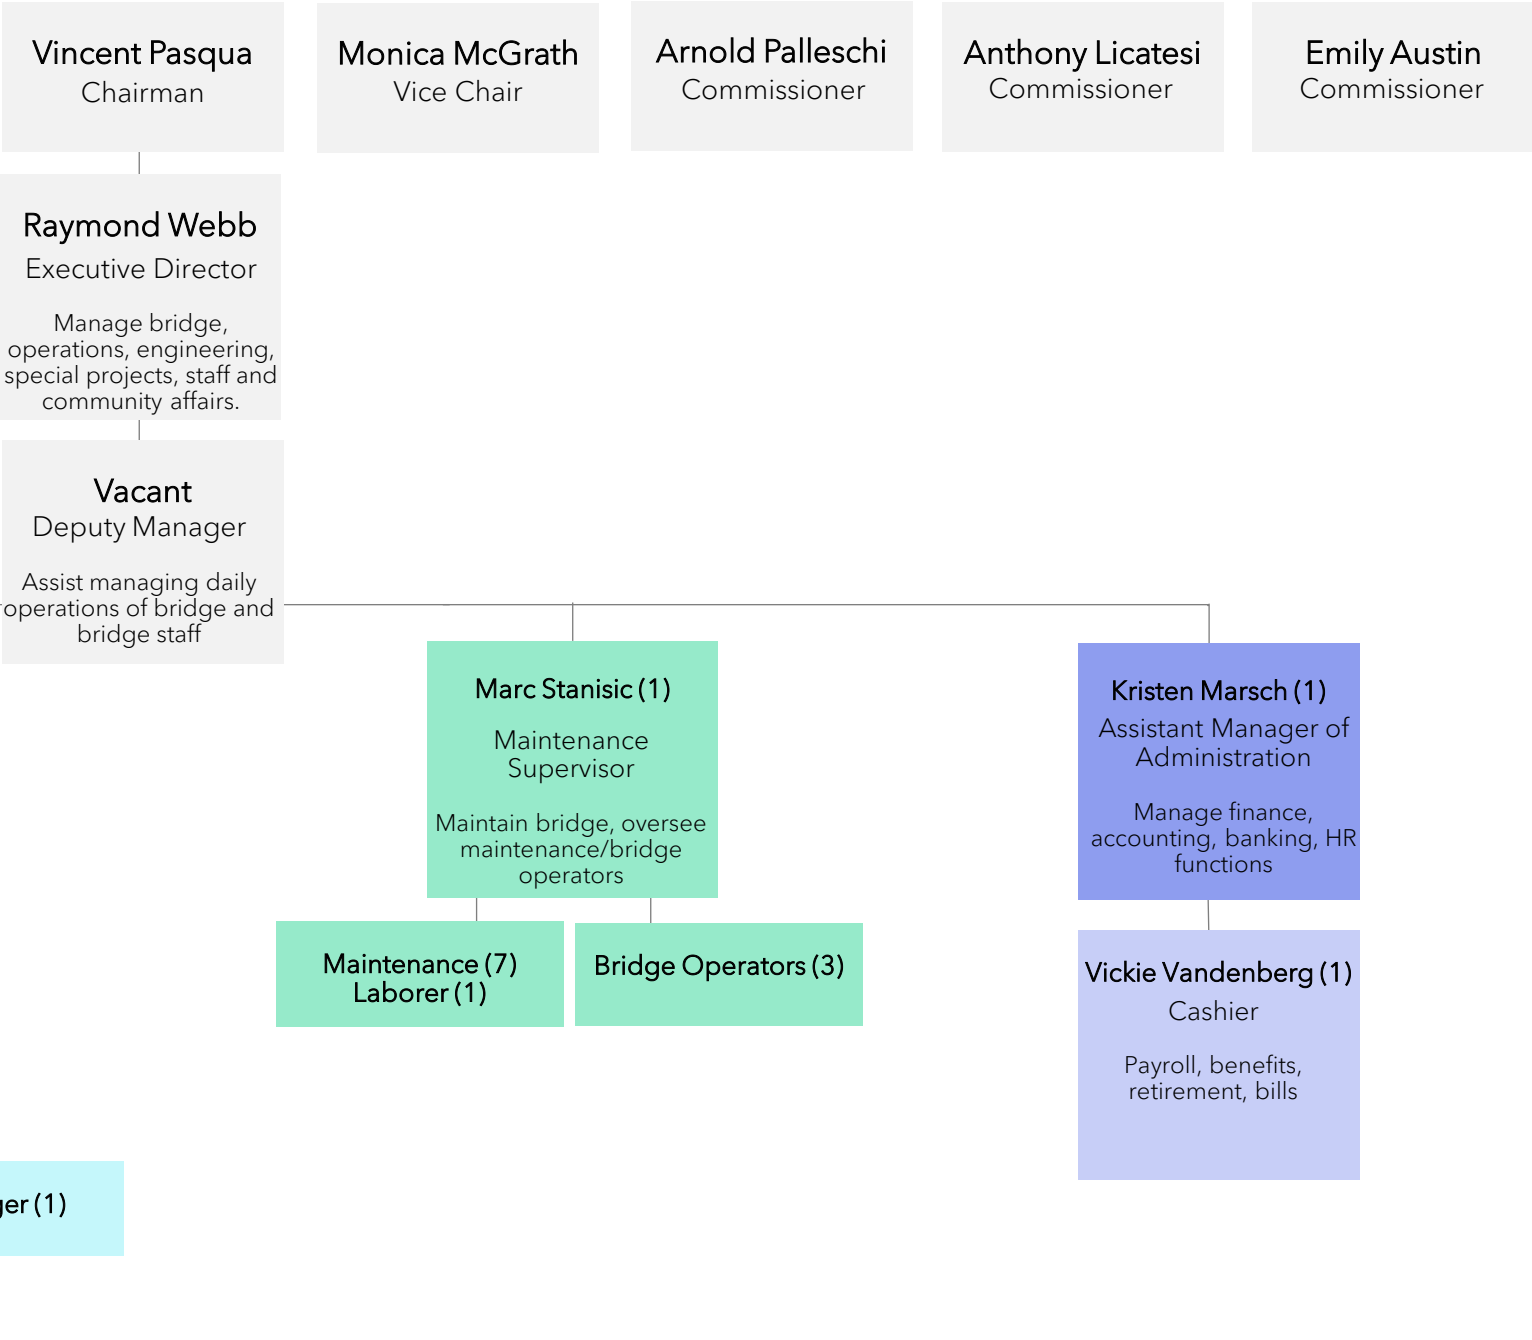 Vincent Pasqua
Chairman
Monica McGrath
Vice Chair
Arnold Palleschi
Commissioner
Anthony Licatesi
Commissioner
Emily Austin
Commissioner
Raymond Webb
Executive Director
Manage bridge,
operations, engineering,
special projects, staff and
community affairs.
Vacant
Deputy Manager
Assist managing daily
operations of bridge and
bridge staff
Marc Stanisic (1)
Maintenance
Supervisor
Maintain bridge, oversee
maintenance/bridge
operators
Maintenance (7)
Laborer (1)
Bridge Operators (3)
Kristen Marsch (1)
Assistant Manager of
Administration
Manage finance,
accounting, banking, HR
functions
Vickie Vandenberg (1)
Cashier
Payroll, benefits,
retirement, bills
(1)